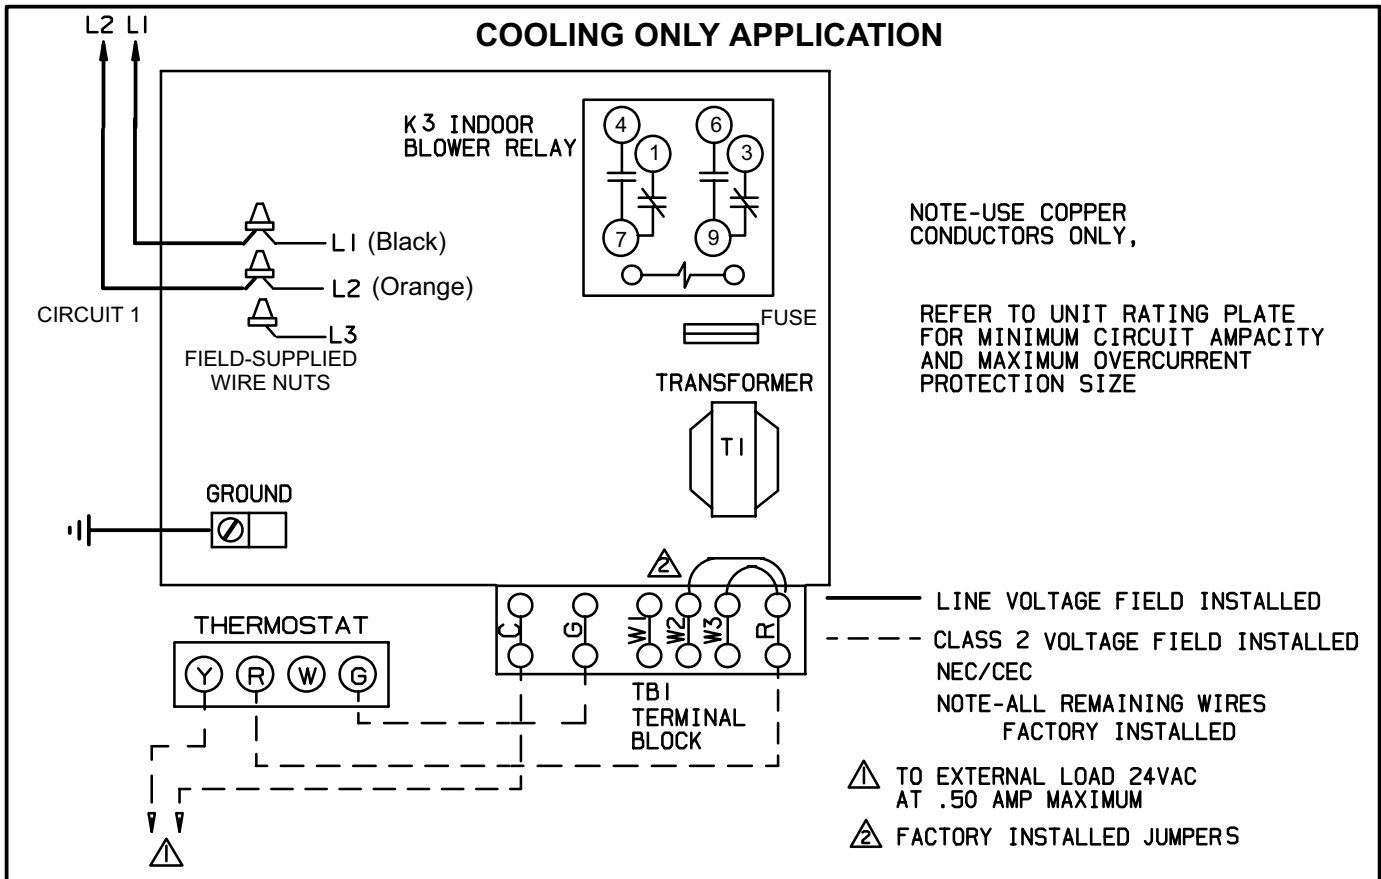 COOLING ONLY APPLICATION
L2 L1
K3 INDOOR
BLOWER RELAY
4
6
1
3
7
9
L1 (Black)
L2 (Orange)
CIRCUIT 1
L3
FIELD-SUPPLIED
WIRE NUTS
FUSE
TRANSFORMER
T1
NOTE-USE COPPER
CONDUCTORS ONLY,
REFER TO UNIT RATING PLATE
FOR MINIMUM CIRCUIT AMPACITY
AND MAXIMUM OVERCURRENT
PROTECTION SIZE
GROUND
2
C G W1 W2 W3 R
TB1
TERMINAL
BLOCK
THERMOSTAT
Y R W G
1
LINE VOLTAGE FIELD INSTALLED
CLASS 2 VOLTAGE FIELD INSTALLED
NEC/CEC
NOTE-ALL REMAINING WIRES
FACTORY INSTALLED
1 TO EXTERNAL LOAD 24VAC
AT .50 AMP MAXIMUM
2 FACTORY INSTALLED JUMPERS